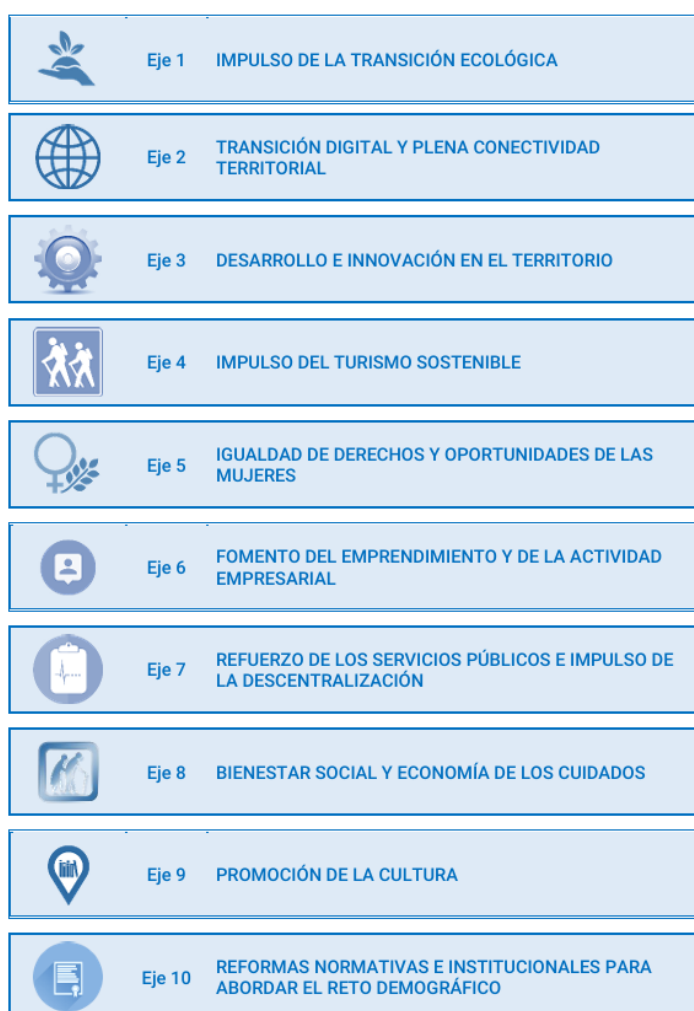 Eje 1 IMPULSO DE LA TRANSICIÓN ECOLÓGICA
Eje 2 TRANSICIÓN DIGITAL Y PLENA CONECTIVIDAD
TERRITORIAL
Eje 3 DESARROLLO E INNOVACIÓN EN EL TERRITORIO
Eje 4 IMPULSO DEL TURISMO SOSTENIBLE
Eje 5 IGUALDAD DE DERECHOS Y OPORTUNIDADES DE LAS
MUJERES
Eje 6 FOMENTO DEL EMPRENDIMIENTO Y DE LA ACTIVIDAD
EMPRESARIAL
Eje 7 REFUERZO DE LOS SERVICIOS PÚBLICOS E IMPULSO DE
LA DESCENTRALIZACIÓN
Eje 8 BIENESTAR SOCIAL Y ECONOMÍA DE LOS CUIDADOS
Eje 9 PROMOCIÓN DE LA CULTURA
Eje 10 REFORMAS NORMATIVAS E INSTITUCIONALES PARA
ABORDAR EL RETO DEMOGRÁFICO